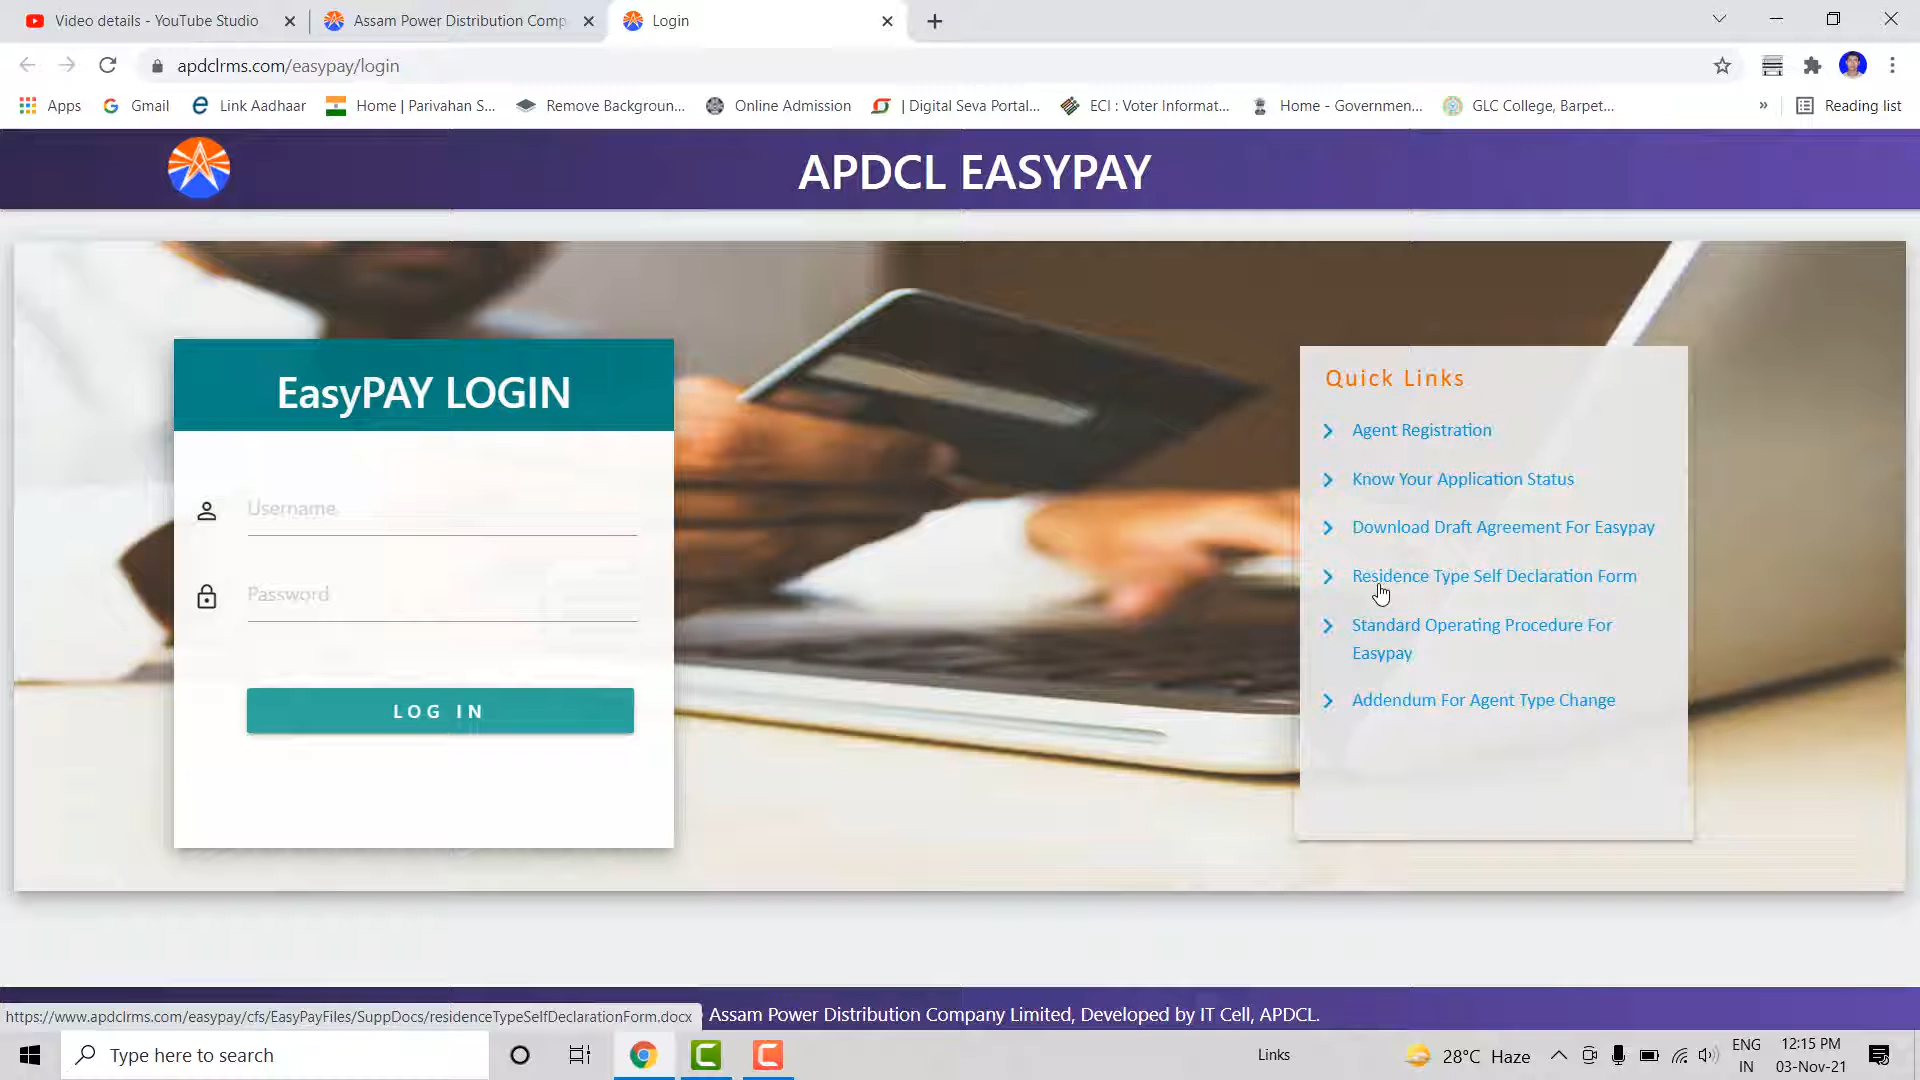 Video details - YouTube Studio
Assam Power Distribution Comp
Login
apdclrms.com/easypay/login
Apps
Gmail
Link Aadhaar
Home | Parivahan S...
Remove Backgroun...
Online Admission
| Digital Seva Portal...
ECI : Voter Informat...
Home - Governmen...
GLC College, Barpet...
»
Reading list
APDCL EASYPAY
EasyPAY LOGIN
Username
Password
LOG IN
Quick Links
Agent Registration
Know Your Application Status
Download Draft Agreement For Easypay
Residence Type Self Declaration Form
Standard Operating Procedure For
Easypay
Addendum For Agent Type Change
https://www.apdclrms.com/easypay/cfs/EasyPayFiles/SuppDocs/residenceTypeSelfDeclarationForm.docx
Assam Power Distribution Company Limited, Developed by IT Cell, APDCL.
Type here to search
Links
28°C Haze
ENG
IN
12:15 PM
03-Nov-21